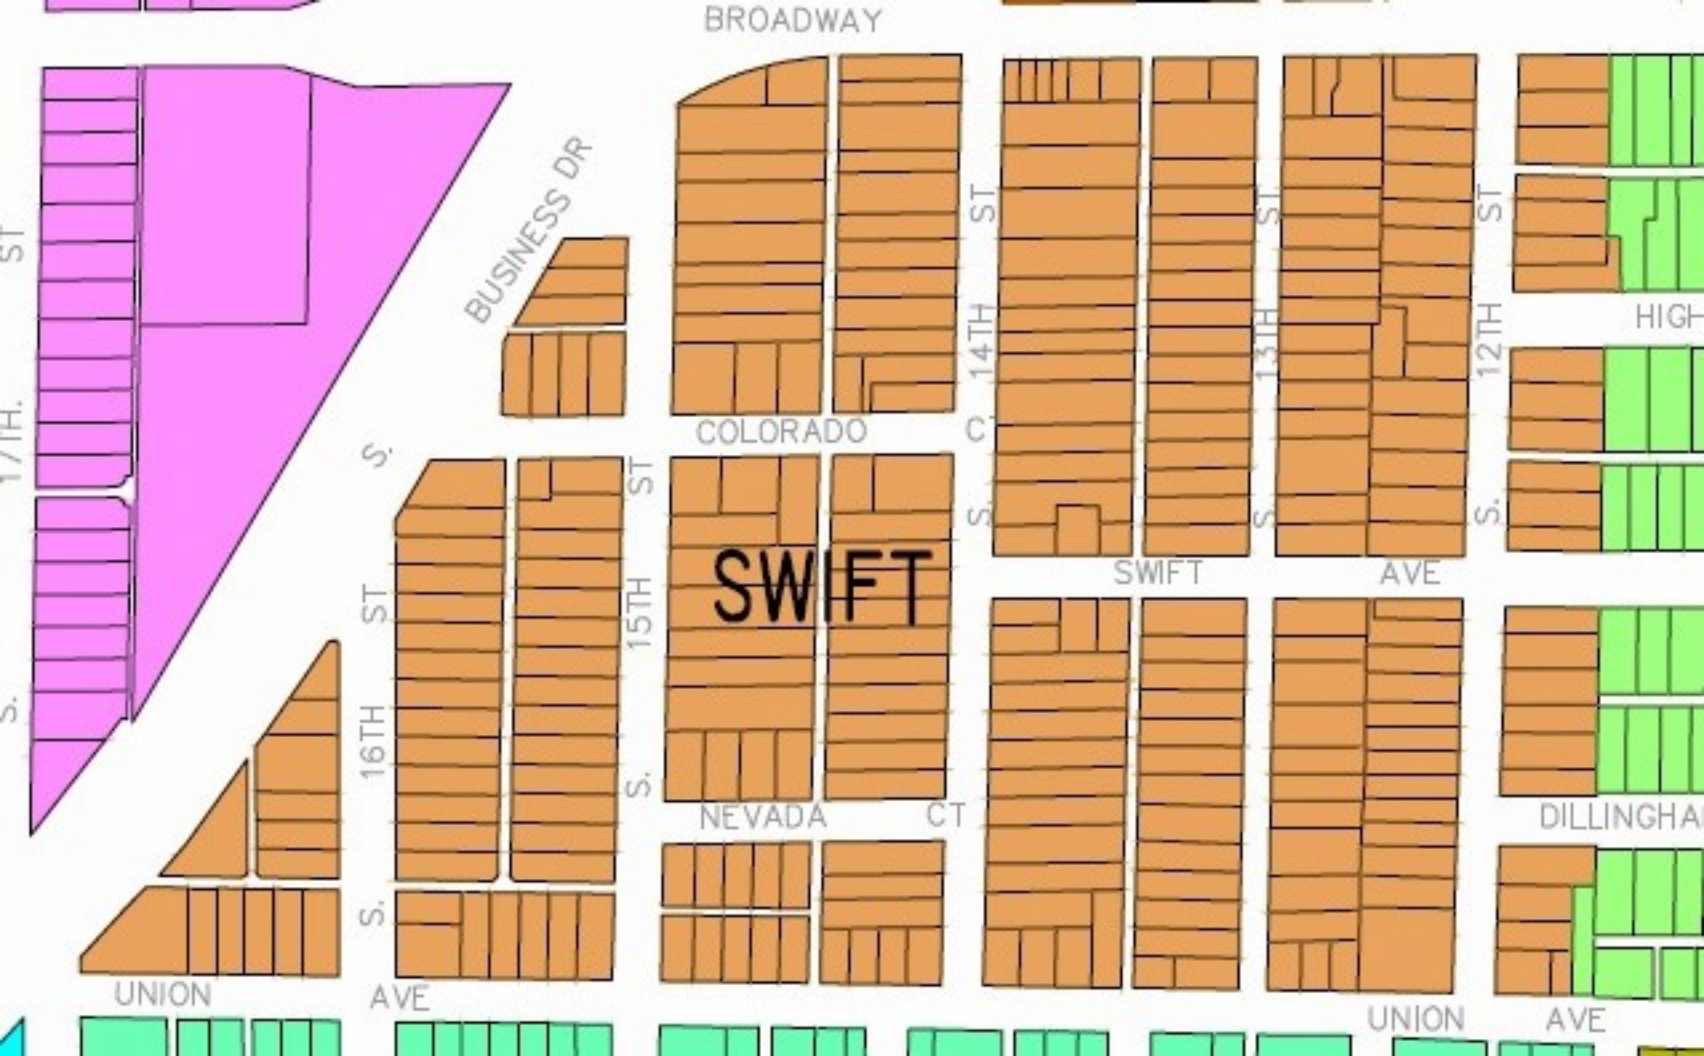 BROADWAY
BUSINESS DR
S. 17TH. ST
S. 16TH ST
S. 15TH ST
S. 14TH ST
S. 13TH ST
S. 12TH ST
HIGH
COLORADO CT
SWIFT
SWIFT AVE
NEVADA CT
DILLINGHA
UNION AVE
UNION AVE
S.